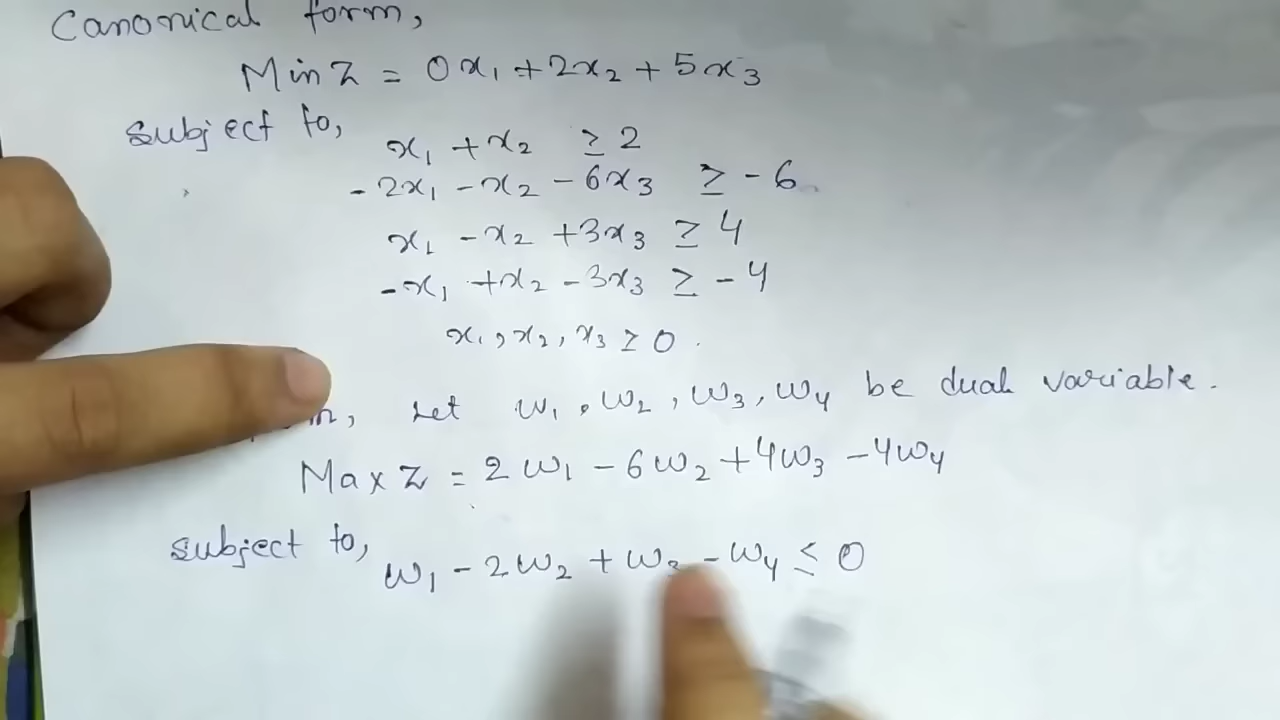 Canonical form,
Min Z = 0x₁ + 2x₂ + 5x₃
subject to,
x₁ + x₂ ≥ 2
-2x₁ - x₂ - 6x₃ ≥ -6
x₁ - x₂ + 3x₃ ≥ 4
-x₁ + x₂ - 3x₃ ≥ -4
x₁, x₂, x₃ ≥ 0.
Let w₁, w₂, w₃, w₄ be dual variable.
Max Z = 2w₁ - 6w₂ + 4w₃ - 4w₄
subject to,
w₁ - 2w₂ + w₃ - w₄ ≤ 0